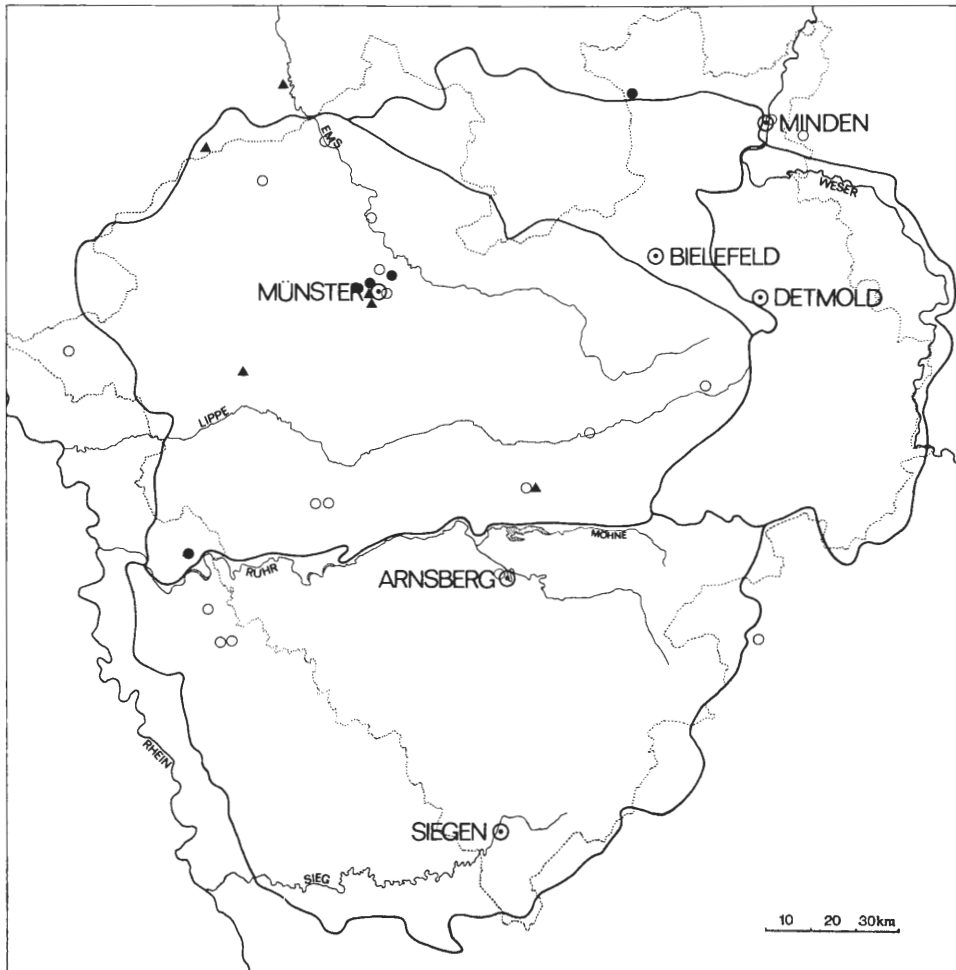 EMS
MINDEN
WESER
BIELEFELD
MÜNSTER
DETMOLD
LIPPE
MÖHNE
RUHR
ARNSBERG
RHEIN
SIEGEN
SIEG
10 20 30km